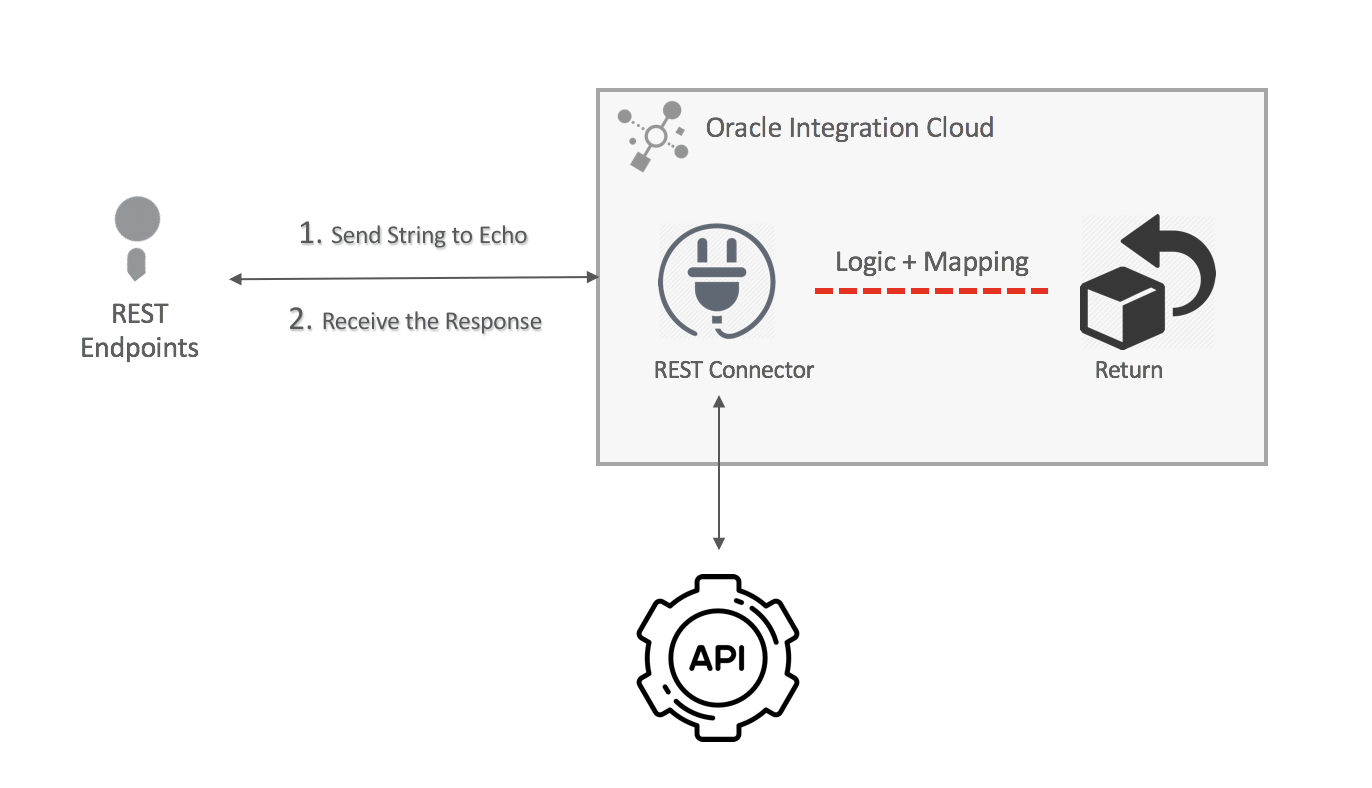 Oracle Integration Cloud
1. Send String to Echo
2. Receive the Response
REST
Endpoints
Logic + Mapping
REST Connector
Return
API